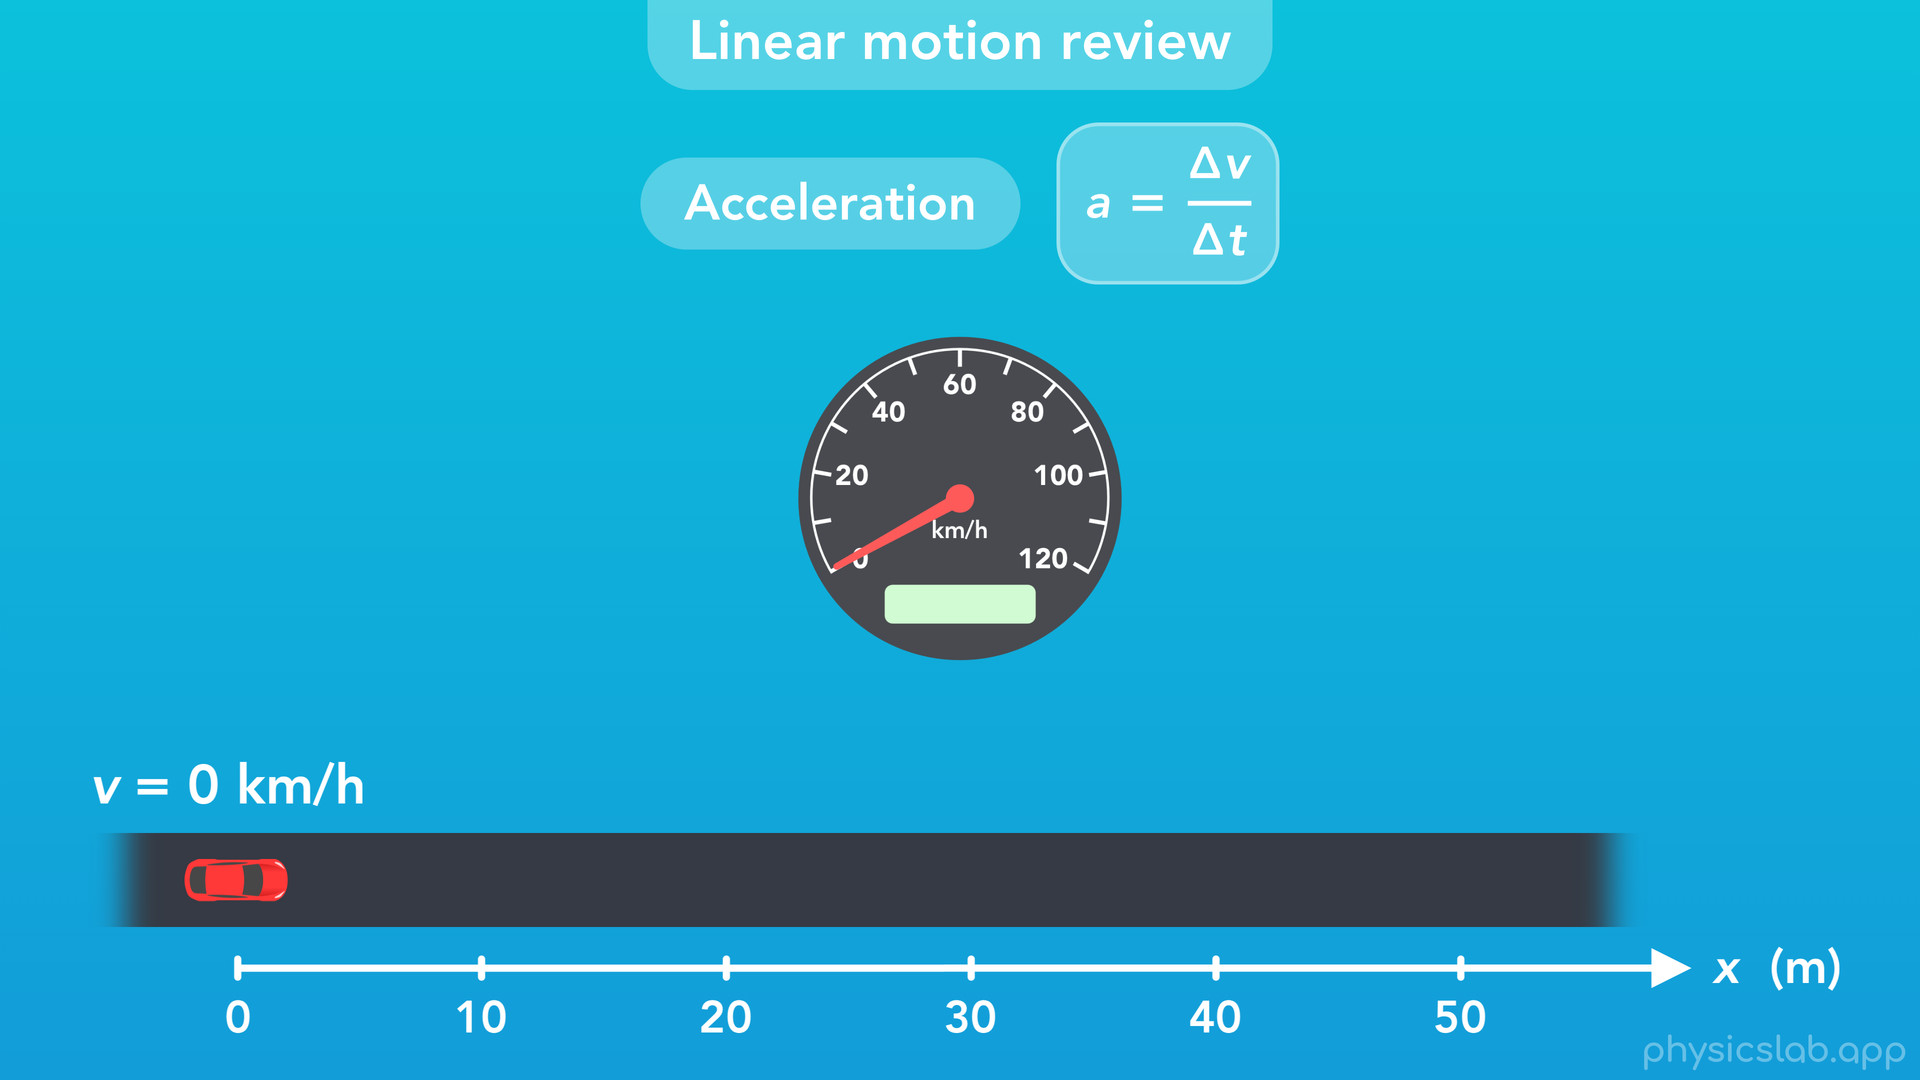 Linear motion review
Acceleration
a = Δv / Δt
60
40 80
20 100
km/h
0 120
v = 0 km/h
x (m)
0 10 20 30 40 50
physicslab.app